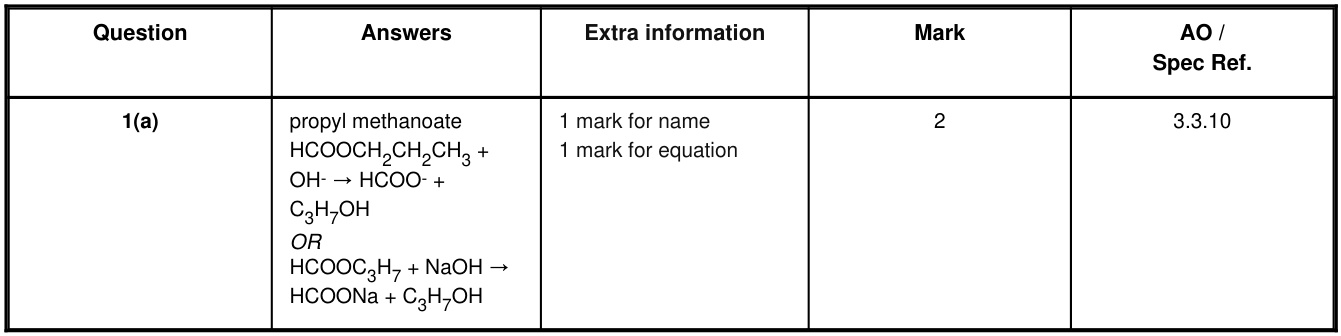 Question Answers Extra information Mark AO /
Spec Ref.
1(a) propyl methanoate 1 mark for name 2 3.3.10
HCOOCH₂CH₂CH₃ + 1 mark for equation
OH- → HCOO- +
C₃H₇OH
OR
HCOOC₃H₇ + NaOH →
HCOONa + C₃H₇OH